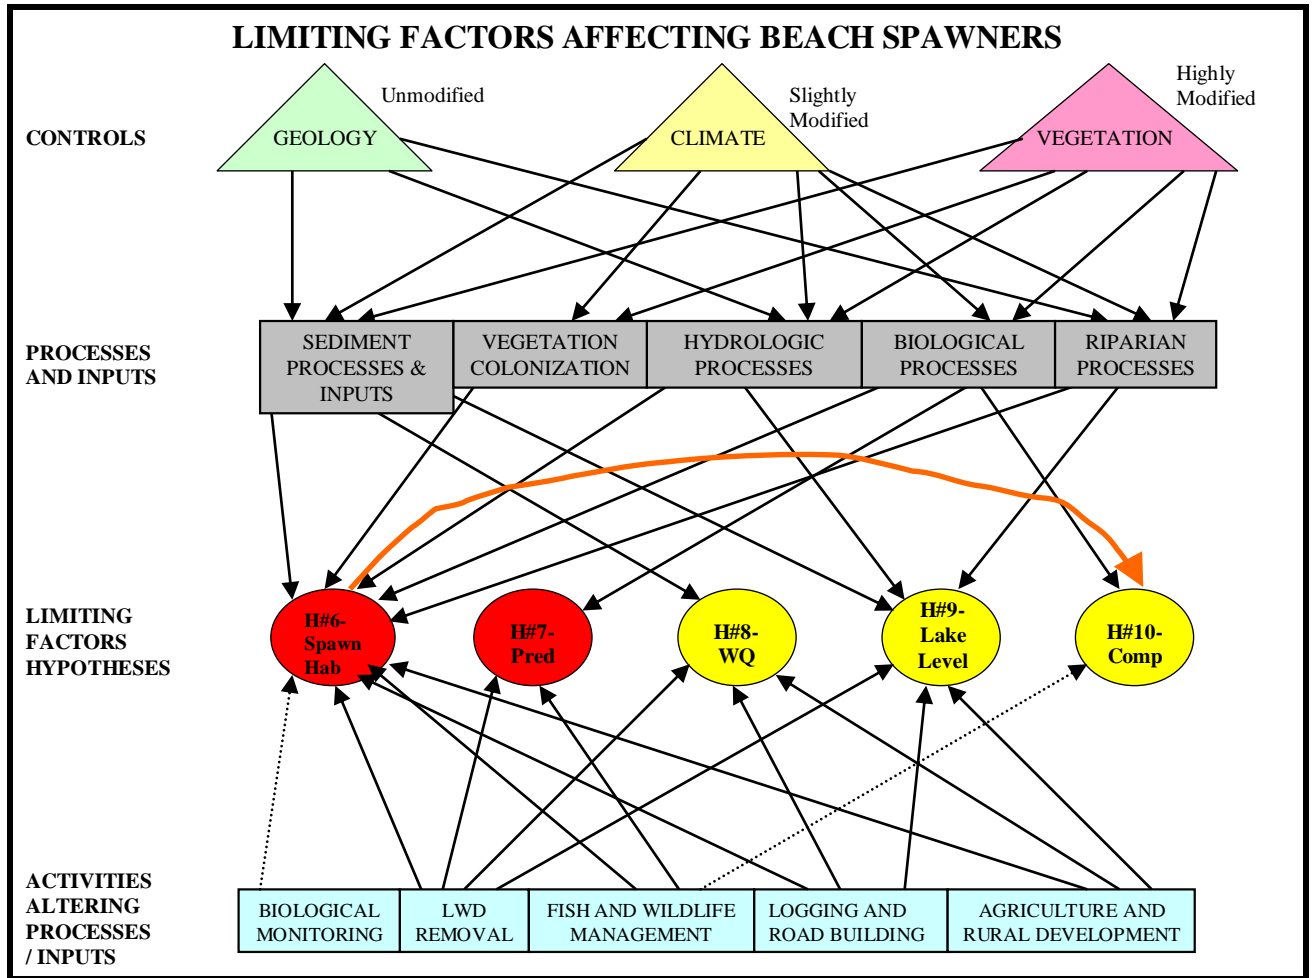 LIMITING FACTORS AFFECTING BEACH SPAWNERS
Unmodified
Slightly
Modified
Highly
Modified
CONTROLS
GEOLOGY
CLIMATE
VEGETATION
PROCESSES
AND INPUTS
SEDIMENT
PROCESSES &
INPUTS
VEGETATION
COLONIZATION
HYDROLOGIC
PROCESSES
BIOLOGICAL
PROCESSES
RIPARIAN
PROCESSES
LIMITING
FACTORS
HYPOTHESES
H#6-
Spawn
Hab
H#7-
Pred
H#8-
WQ
H#9-
Lake
Level
H#10-
Comp
ACTIVITIES
ALTERING
PROCESSES
/ INPUTS
BIOLOGICAL
MONITORING
LWD
REMOVAL
FISH AND WILDLIFE
MANAGEMENT
LOGGING AND
ROAD BUILDING
AGRICULTURE AND
RURAL DEVELOPMENT